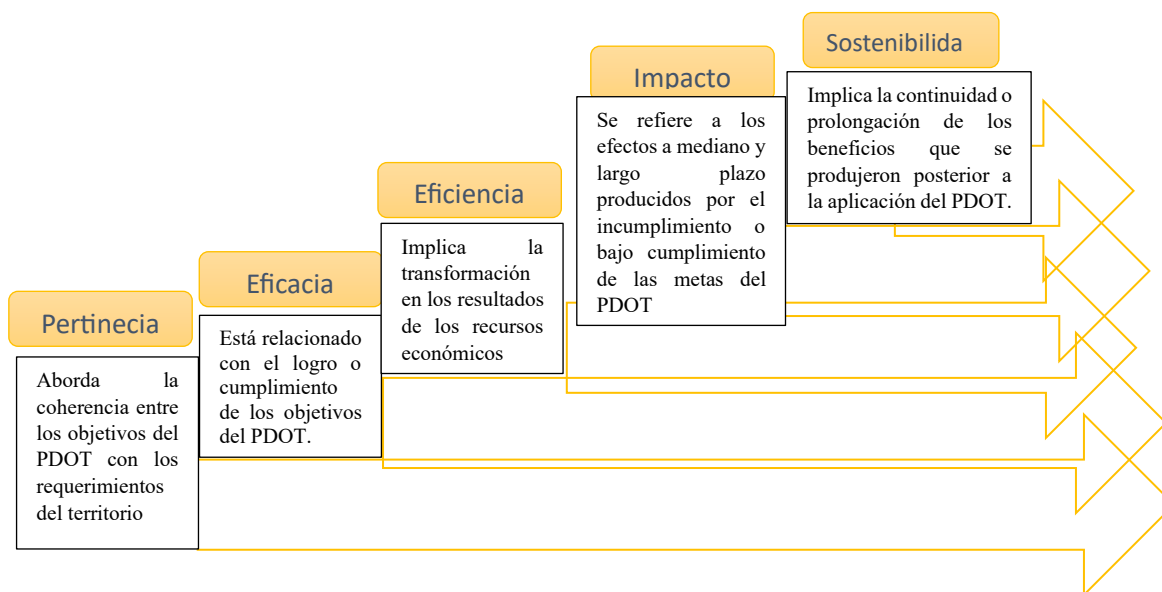 Pertinecia
Aborda la
coherencia entre
los objetivos del
PDOT con los
requerimientos
del territorio
Eficacia
Está relacionado
con el logro o
cumplimiento
de los objetivos
del PDOT.
Eficiencia
Implica la
transformación
en los resultados
de los recursos
económicos
Impacto
Se refiere a los
efectos a mediano y
largo plazo
producidos por el
incumplimiento o
bajo cumplimiento
de las metas del
PDOT
Sostenibilida
Implica la continuidad o
prolongación de los
beneficios que se
produjeron posterior a
la aplicación del PDOT.